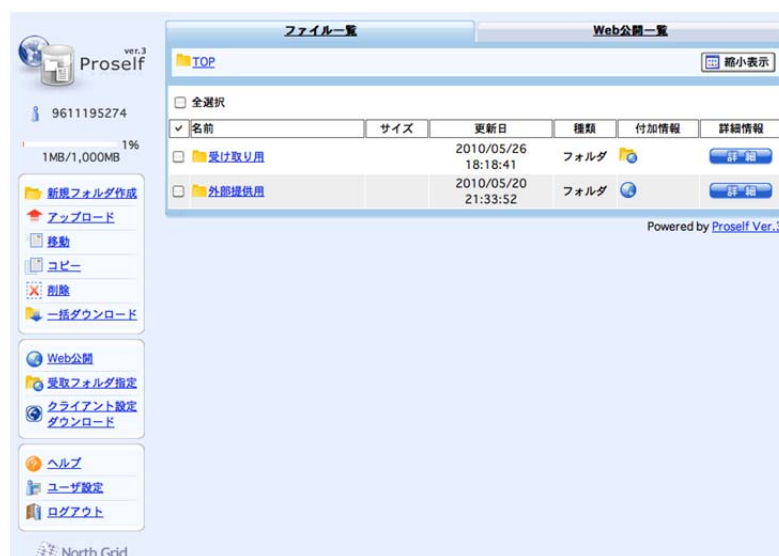 ver.3
Proself
9611195274
1%
1MB/1,000MB
新規フォルダ作成
アップロード
移動
コピー
削除
一括ダウンロード
Web公開
受取フォルダ指定
クライアント設定
ダウンロード
ヘルプ
ユーザ設定
ログアウト
North Grid
ファイル一覧 Web公開一覧
TOP 縮小表示
全選択
名前 サイズ 更新日 種類 付加情報 詳細情報
受け取り用 2010/05/26 18:18:41 フォルダ 詳細
外部提供用 2010/05/20 21:33:52 フォルダ 詳細
Powered by Proself Ver.3